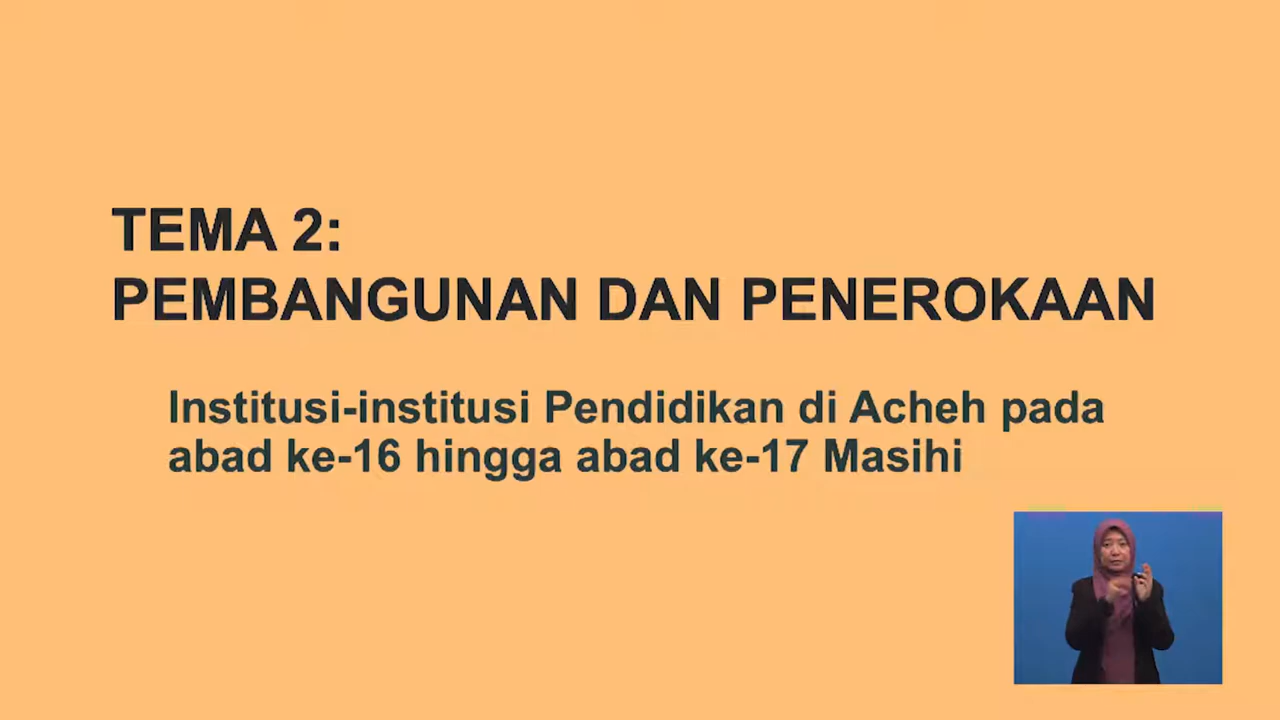 TEMA 2:
PEMBANGUNAN DAN PENEROKAAN
Institusi-institusi Pendidikan di Acheh pada
abad ke-16 hingga abad ke-17 Masihi